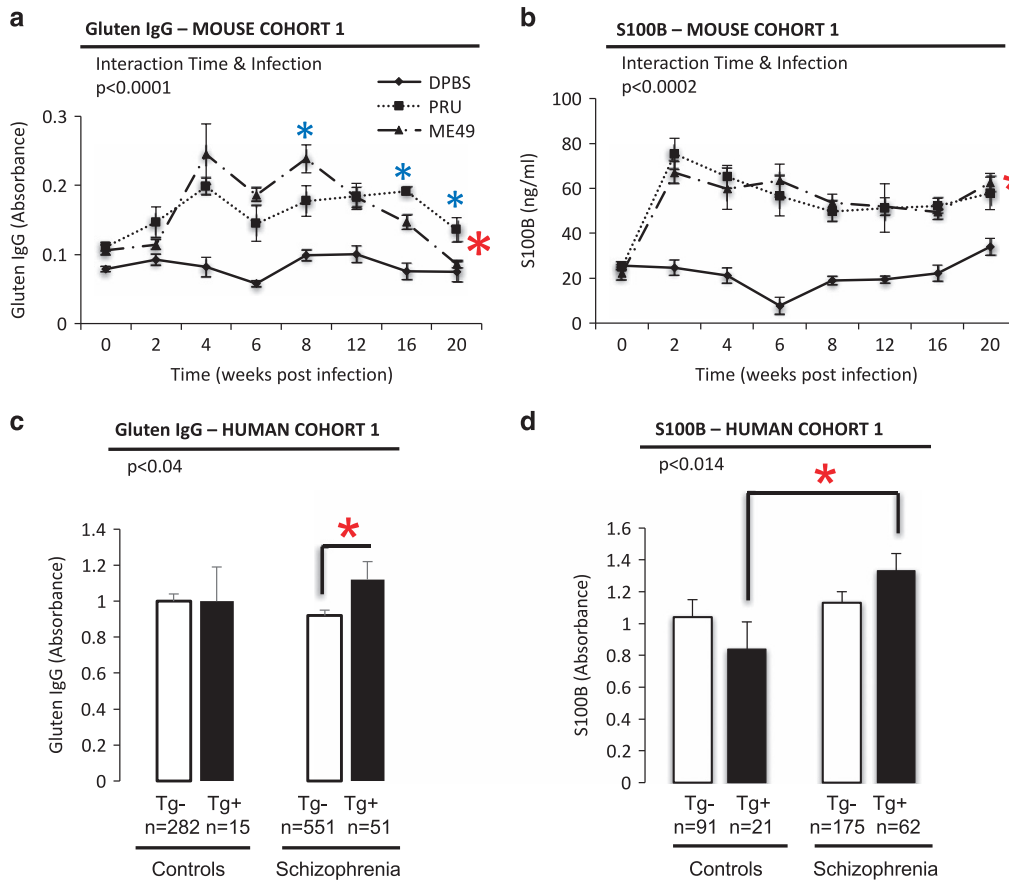 a
Gluten IgG – MOUSE COHORT 1
Interaction Time & Infection
p<0.0001
DPBS
PRU
ME49
Gluten IgG (Absorbance)
0.3
0.2
0.1
0
0 2 4 6 8 12 16 20
Time (weeks post infection)
b
S100B – MOUSE COHORT 1
Interaction Time & Infection
p<0.0002
S100B (ng/ml)
100
80
60
40
20
0
0 2 4 6 8 12 16 20
Time (weeks post infection)
c
Gluten IgG – HUMAN COHORT 1
p<0.04
Gluten IgG (Absorbance)
1.4
1.2
1
0.8
0.6
0.4
0.2
0
Tg- Tg+ Tg- Tg+
n=282 n=15 n=551 n=51
Controls Schizophrenia
d
S100B – HUMAN COHORT 1
p<0.014
S100B (Absorbance)
1.6
1.4
1.2
1
0.8
0.6
0.4
0.2
0
Tg- Tg+ Tg- Tg+
n=91 n=21 n=175 n=62
Controls Schizophrenia